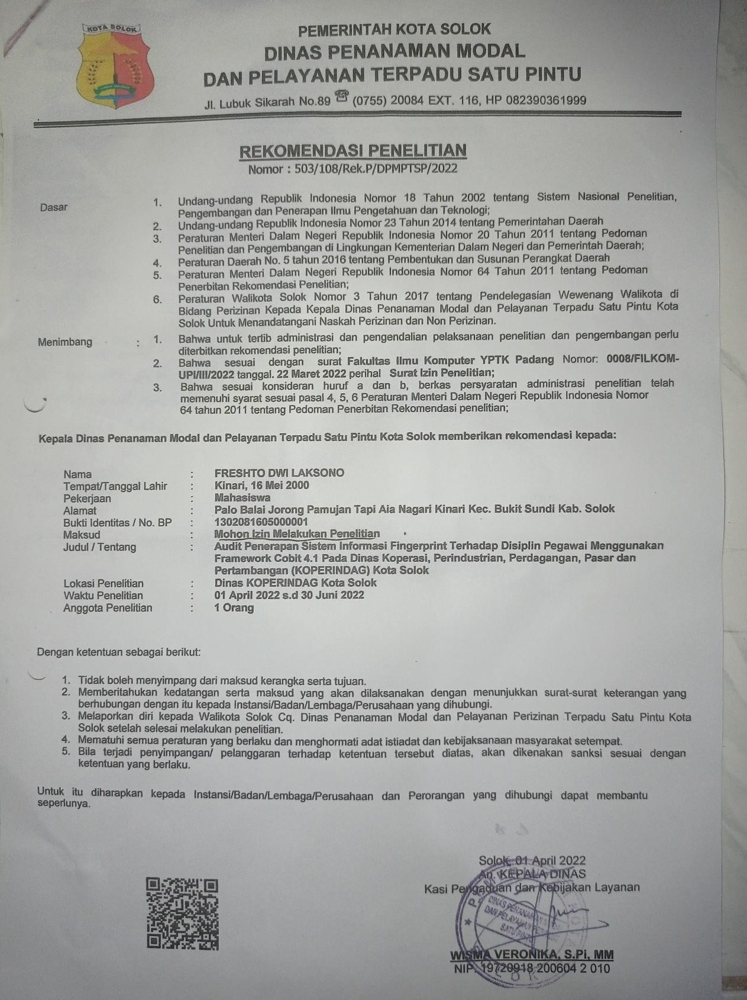 KOTA SOLOK
PEMERINTAH KOTA SOLOK
DINAS PENANAMAN MODAL
DAN PELAYANAN TERPADU SATU PINTU
Jl. Lubuk Sikarah No.89 ☎ (0755) 20084 EXT. 116, HP 082390361999
REKOMENDASI PENELITIAN
Nomor : 503/108/Rek.P/DPMPTSP/2022
Dasar 1. Undang-undang Republik Indonesia Nomor 18 Tahun 2002 tentang Sistem Nasional Penelitian,
Pengembangan dan Penerapan Ilmu Pengetahuan dan Teknologi;
2. Undang-undang Republik Indonesia Nomor 23 Tahun 2014 tentang Pemerintahan Daerah
3. Peraturan Menteri Dalam Negeri Republik Indonesia Nomor 20 Tahun 2011 tentang Pedoman
Penelitian dan Pengembangan di Lingkungan Kementerian Dalam Negeri dan Pemerintah Daerah;
4. Peraturan Daerah No. 5 tahun 2016 tentang Pembentukan dan Susunan Perangkat Daerah
5. Peraturan Menteri Dalam Negeri Republik Indonesia Nomor 64 Tahun 2011 tentang Pedoman
Penerbitan Rekomendasi Penelitian;
6. Peraturan Walikota Solok Nomor 3 Tahun 2017 tentang Pendelegasian Wewenang Walikota di
Bidang Perizinan Kepada Kepala Dinas Penanaman Modal dan Pelayanan Terpadu Satu Pintu Kota
Solok Untuk Menandatangani Naskah Perizinan dan Non Perizinan.
Menimbang : 1. Bahwa untuk tertib administrasi dan pengendalian pelaksanaan penelitian dan pengembangan perlu
diterbitkan rekomendasi penelitian;
2. Bahwa sesuai dengan surat Fakultas Ilmu Komputer YPTK Padang Nomor: 0008/FILKOM-
UPI/III/2022 tanggal. 22 Maret 2022 perihal Surat Izin Penelitian;
3. Bahwa sesuai konsideran huruf a dan b, berkas persyaratan administrasi penelitian telah
memenuhi syarat sesuai pasal 4, 5, 6 Peraturan Menteri Dalam Negeri Republik Indonesia Nomor
64 tahun 2011 tentang Pedoman Penerbitan Rekomendasi penelitian;
Kepala Dinas Penanaman Modal dan Pelayanan Terpadu Satu Pintu Kota Solok memberikan rekomendasi kepada:
Nama : FRESHTO DWI LAKSONO
Tempat/Tanggal Lahir : Kinari, 16 Mei 2000
Pekerjaan : Mahasiswa
Alamat : Palo Balai Jorong Pamujan Tapi Aia Nagari Kinari Kec. Bukit Sundi Kab. Solok
Bukti Identitas / No. BP : 1302081605000001
Maksud : Mohon Izin Melakukan Penelitian
Judul / Tentang : Audit Penerapan Sistem Informasi Fingerprint Terhadap Disiplin Pegawai Menggunakan
Framework Cobit 4.1 Pada Dinas Koperasi, Perindustrian, Perdagangan, Pasar dan
Pertambangan (KOPERINDAG) Kota Solok
Lokasi Penelitian : Dinas KOPERINDAG Kota Solok
Waktu Penelitian : 01 April 2022 s.d 30 Juni 2022
Anggota Penelitian : 1 Orang
Dengan ketentuan sebagai berikut:
1. Tidak boleh menyimpang dari maksud kerangka serta tujuan.
2. Memberitahukan kedatangan serta maksud yang akan dilaksanakan dengan menunjukkan surat-surat keterangan yang
berhubungan dengan itu kepada Instansi/Badan/Lembaga/Perusahaan yang dihubungi.
3. Melaporkan diri kepada Walikota Solok Cq. Dinas Penanaman Modal dan Pelayanan Perizinan Terpadu Satu Pintu Kota
Solok setelah selesai melakukan penelitian.
4. Mematuhi semua peraturan yang berlaku dan menghormati adat istiadat dan kebijaksanaan masyarakat setempat.
5. Bila terjadi penyimpangan/ pelanggaran terhadap ketentuan tersebut diatas, akan dikenakan sanksi sesuai dengan
ketentuan yang berlaku.
Untuk itu diharapkan kepada Instansi/Badan/Lembaga/Perusahaan dan Perorangan yang dihubungi dapat membantu
seperlunya.
Solok, 01 April 2022
An. KEPALA DINAS
Kasi Pengaduan dan Kebijakan Layanan
DINAS PENANAMAN
DAN PELAYANAN
SATU PINTU
WISMA VERONIKA, S.Pi, MM
NIP. 19720918 200604 2 010